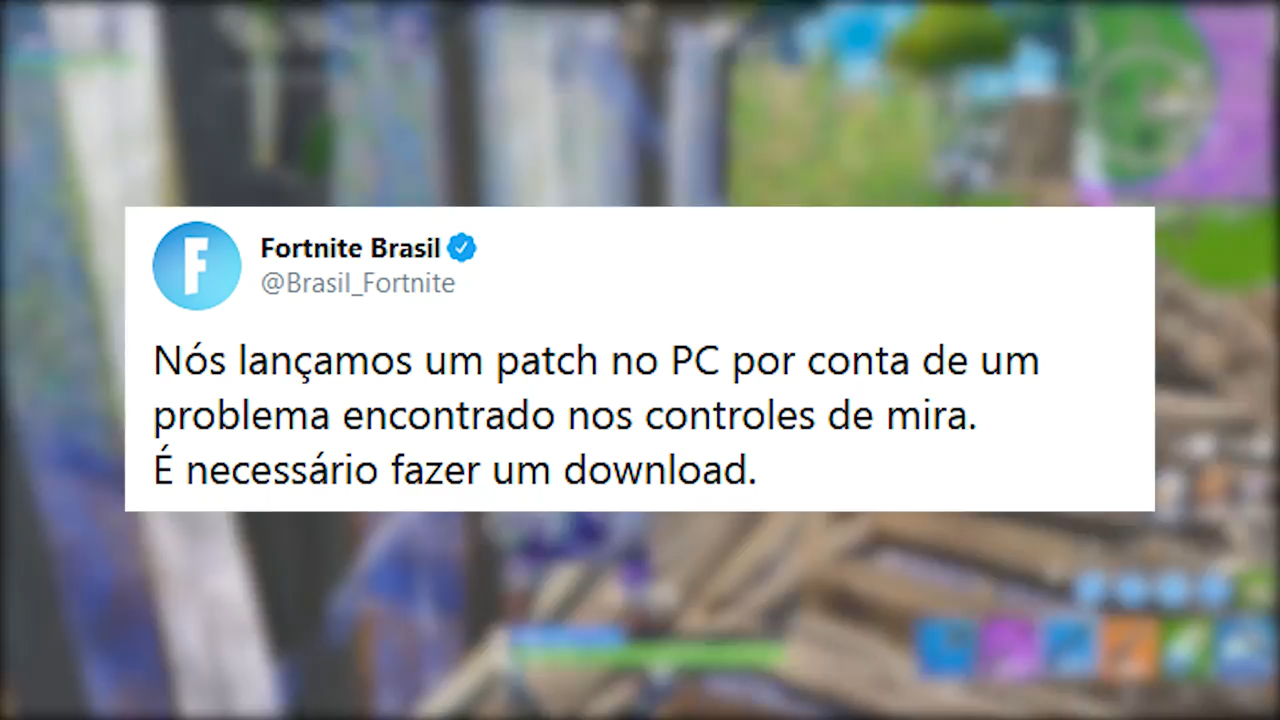 F
Fortnite Brasil
@Brasil_Fortnite
Nós lançamos um patch no PC por conta de um
problema encontrado nos controles de mira.
É necessário fazer um download.